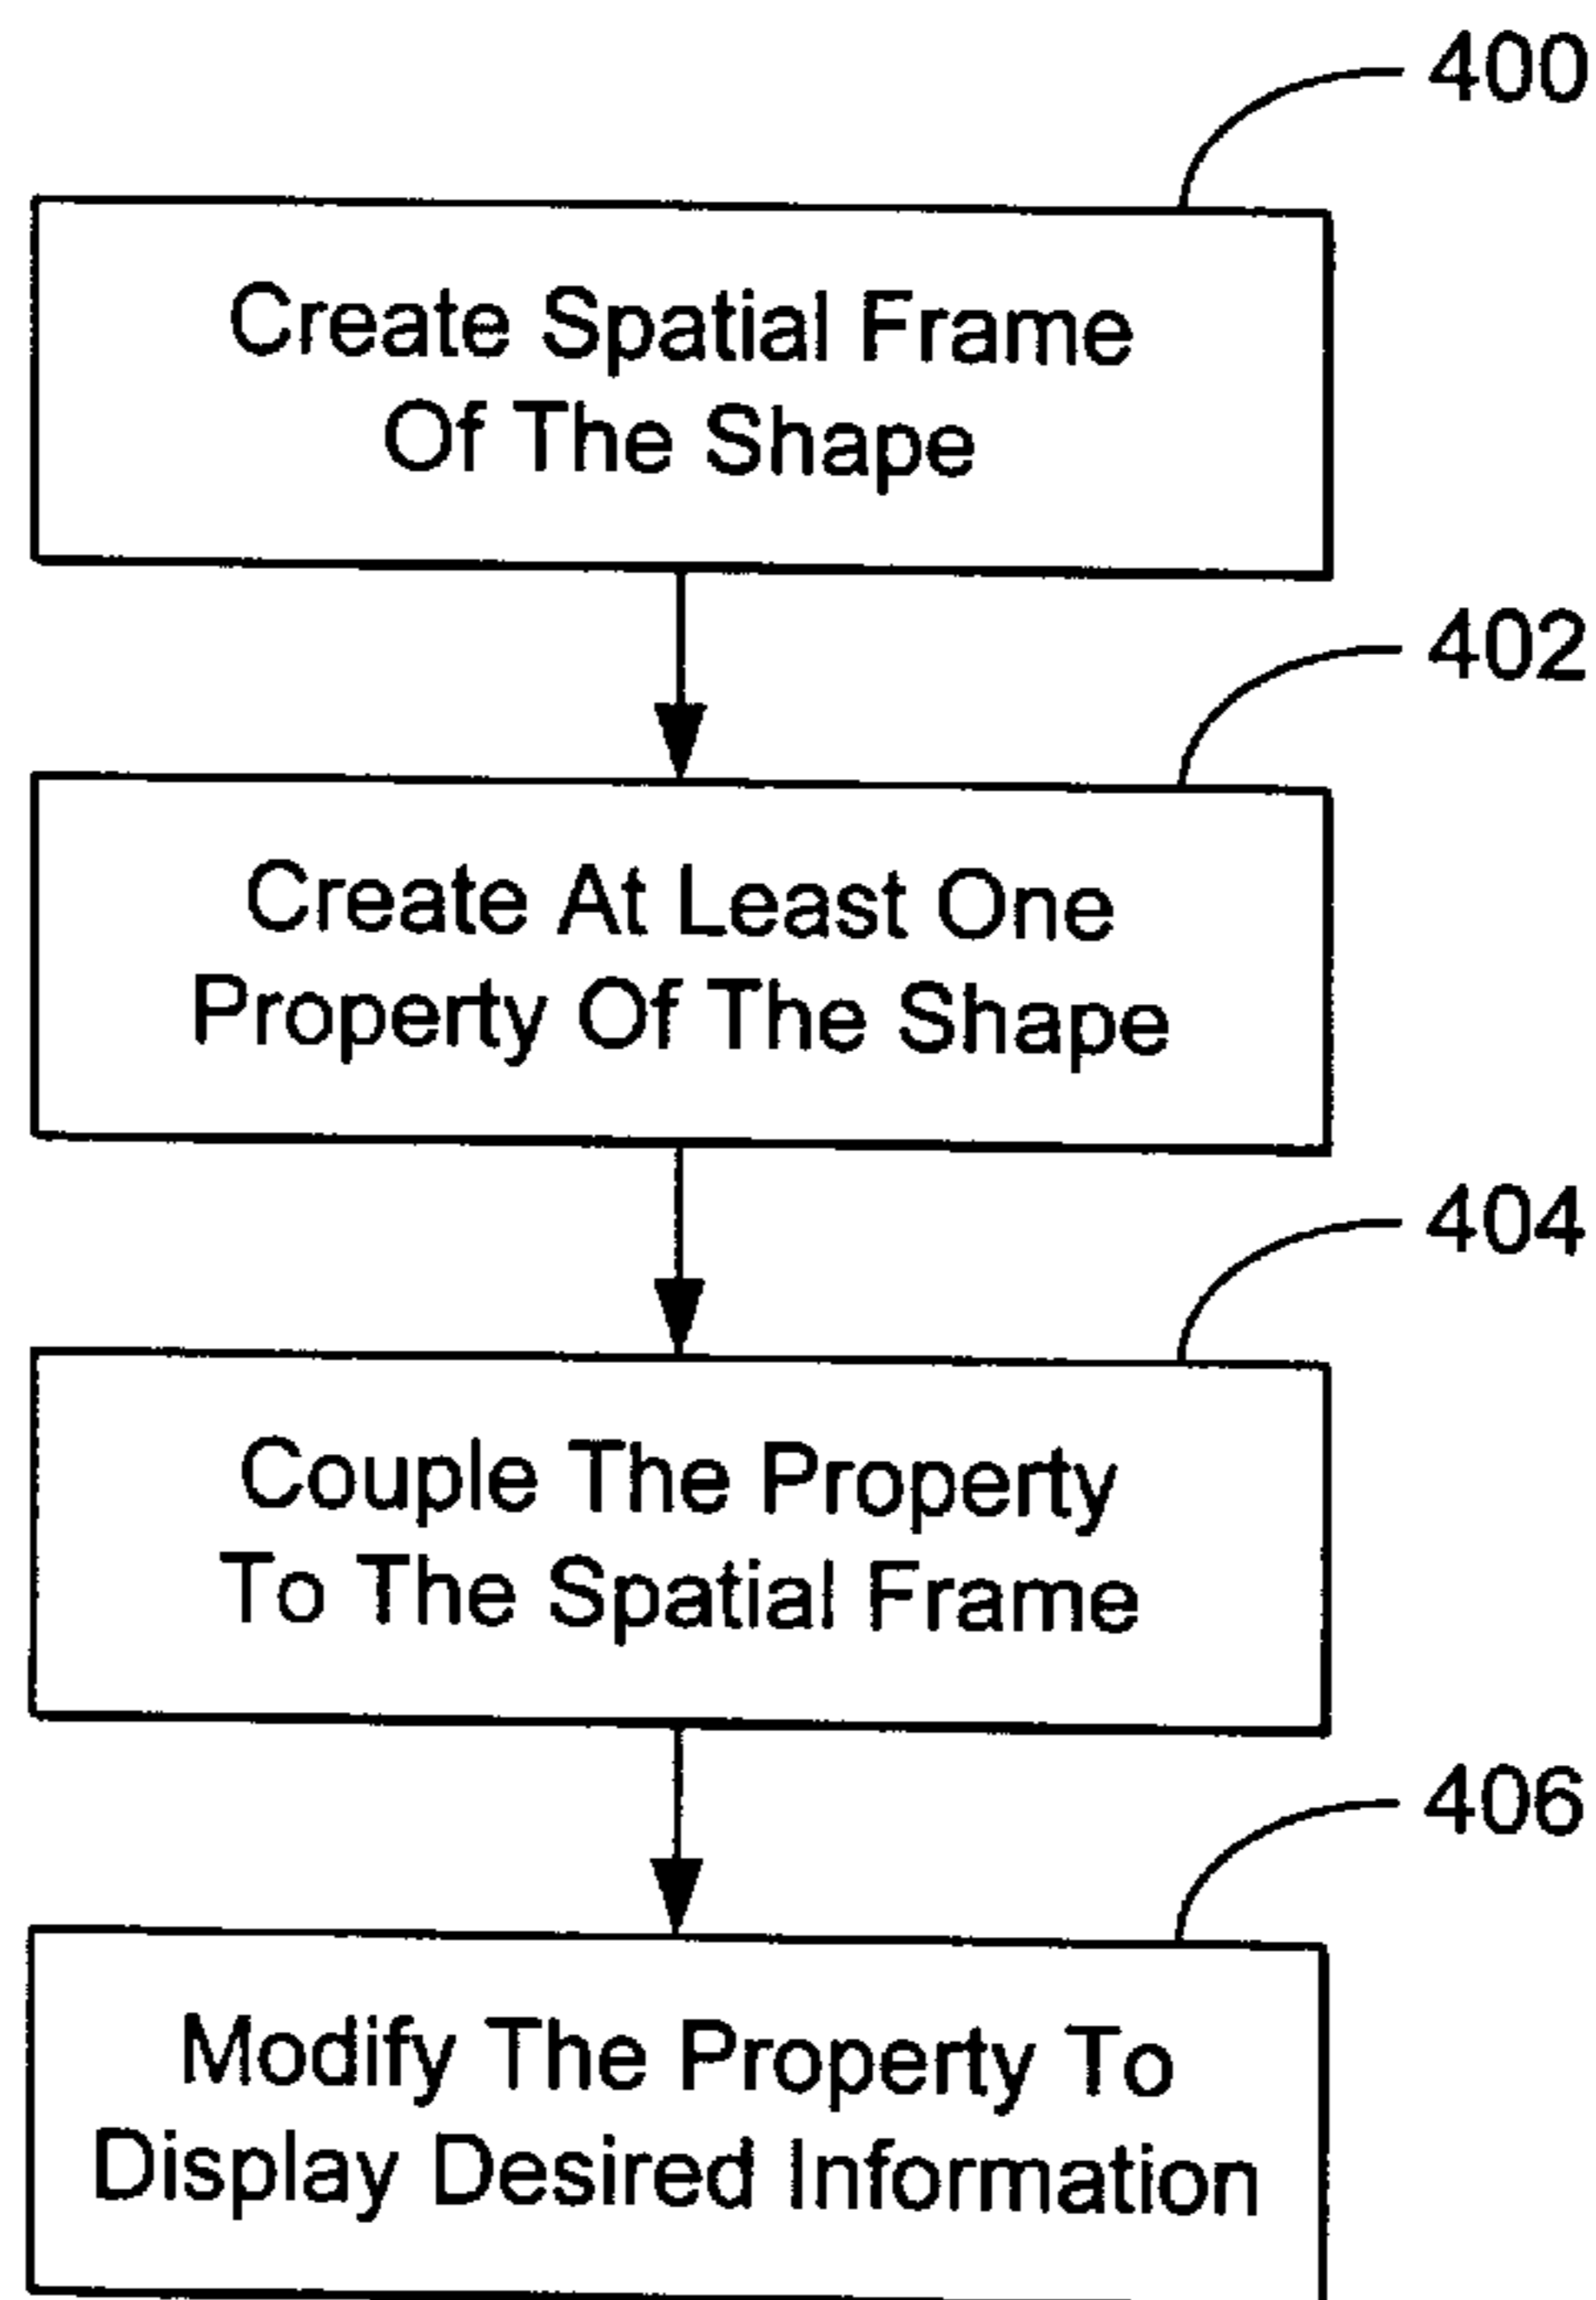 400
Create Spatial Frame
Of The Shape
402
Create At Least One
Property Of The Shape
404
Couple The Property
To The Spatial Frame
406
Modify The Property To
Display Desired Information